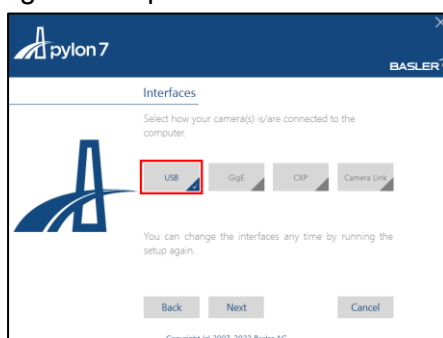 pylon 7
BASLER
Interfaces
Select how your camera(s) is/are connected to the
computer.
USB GigE CXP Camera Link
You can change the interfaces any time by running the
setup again.
Back Next Cancel